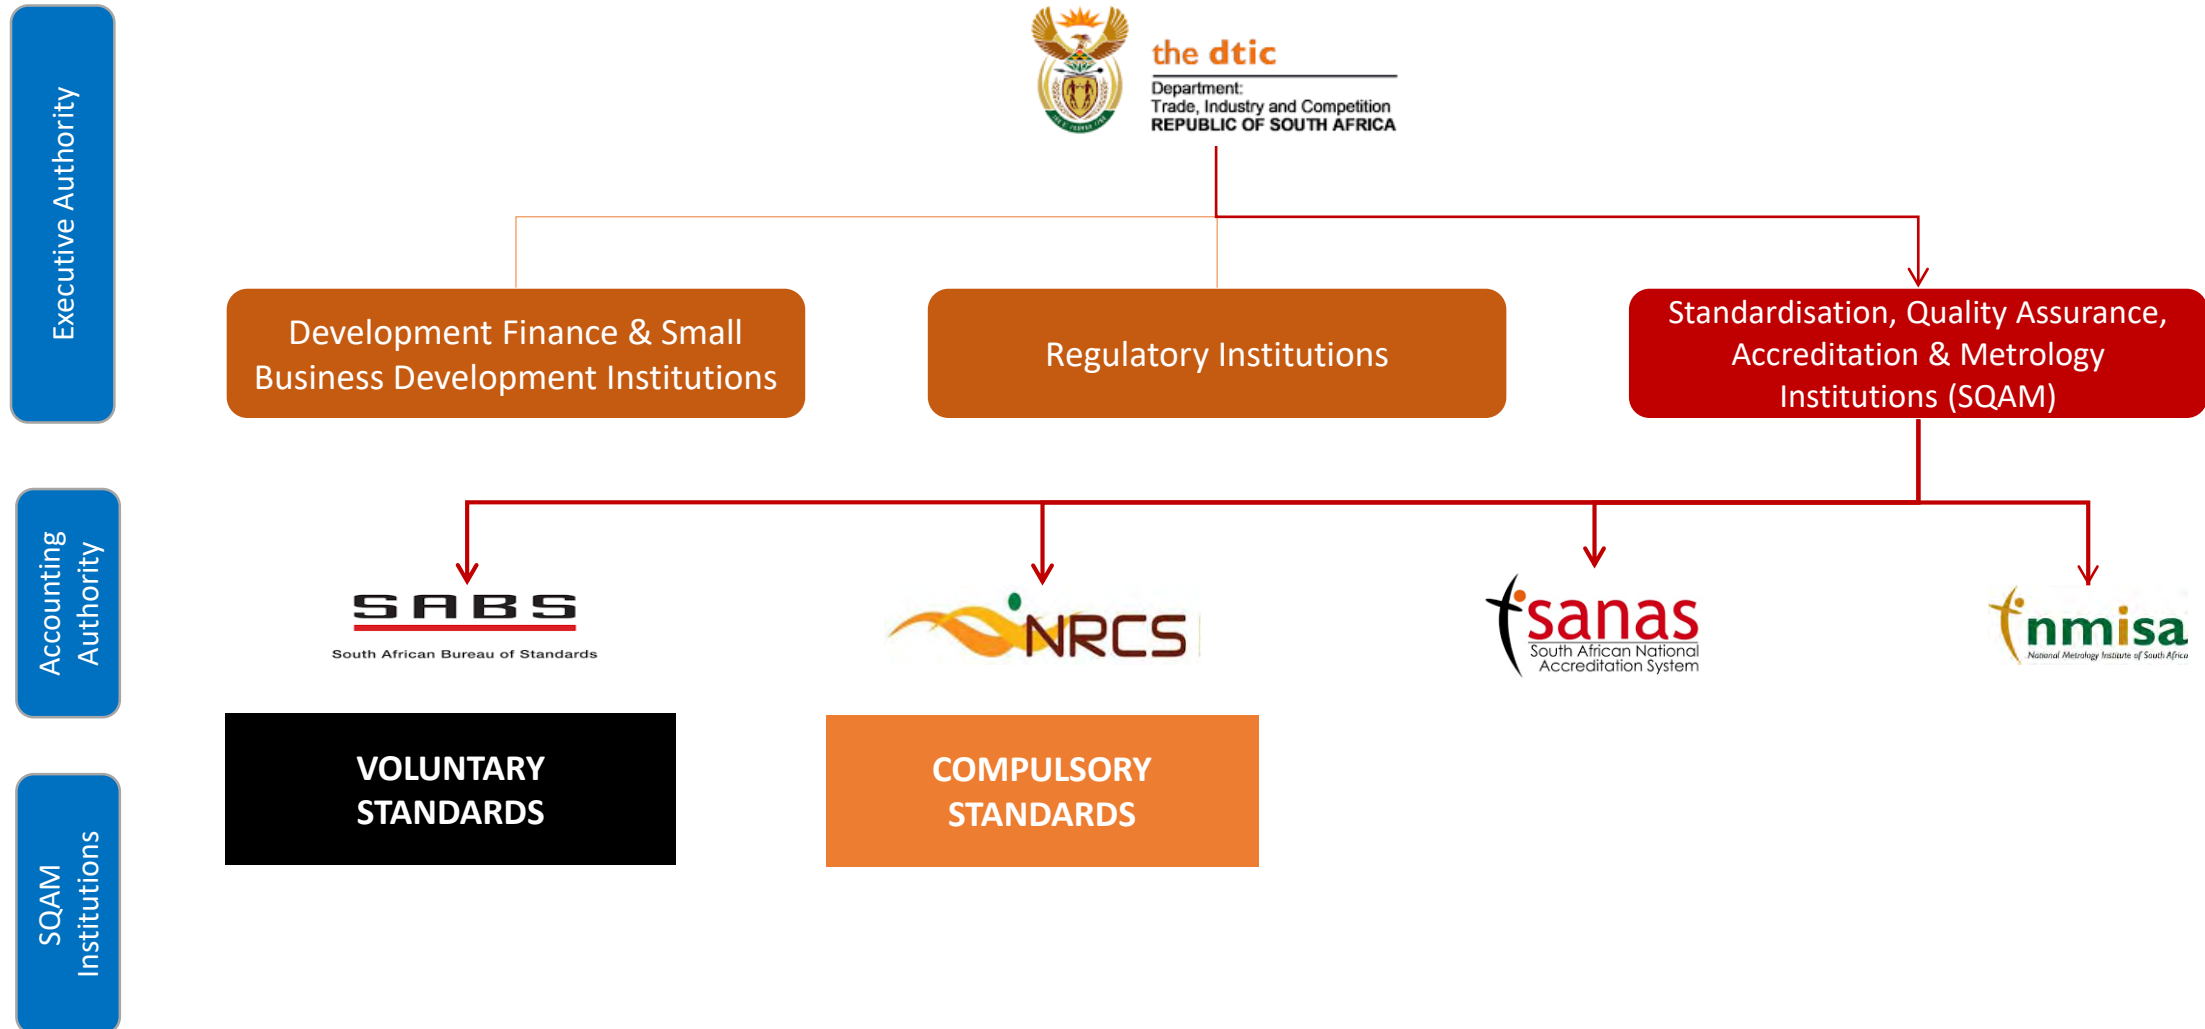 Executive Authority
the dtic
Department:
Trade, Industry and Competition
REPUBLIC OF SOUTH AFRICA
Development Finance & Small
Business Development Institutions
Regulatory Institutions
Standardisation, Quality Assurance,
Accreditation & Metrology
Institutions (SQAM)
Accounting
Authority
SABS
South African Bureau of Standards
NRCS
sanas
South African National
Accreditation System
nmisa
National Metrology Institute of South Africa
SQAM
Institutions
VOLUNTARY
STANDARDS
COMPULSORY
STANDARDS